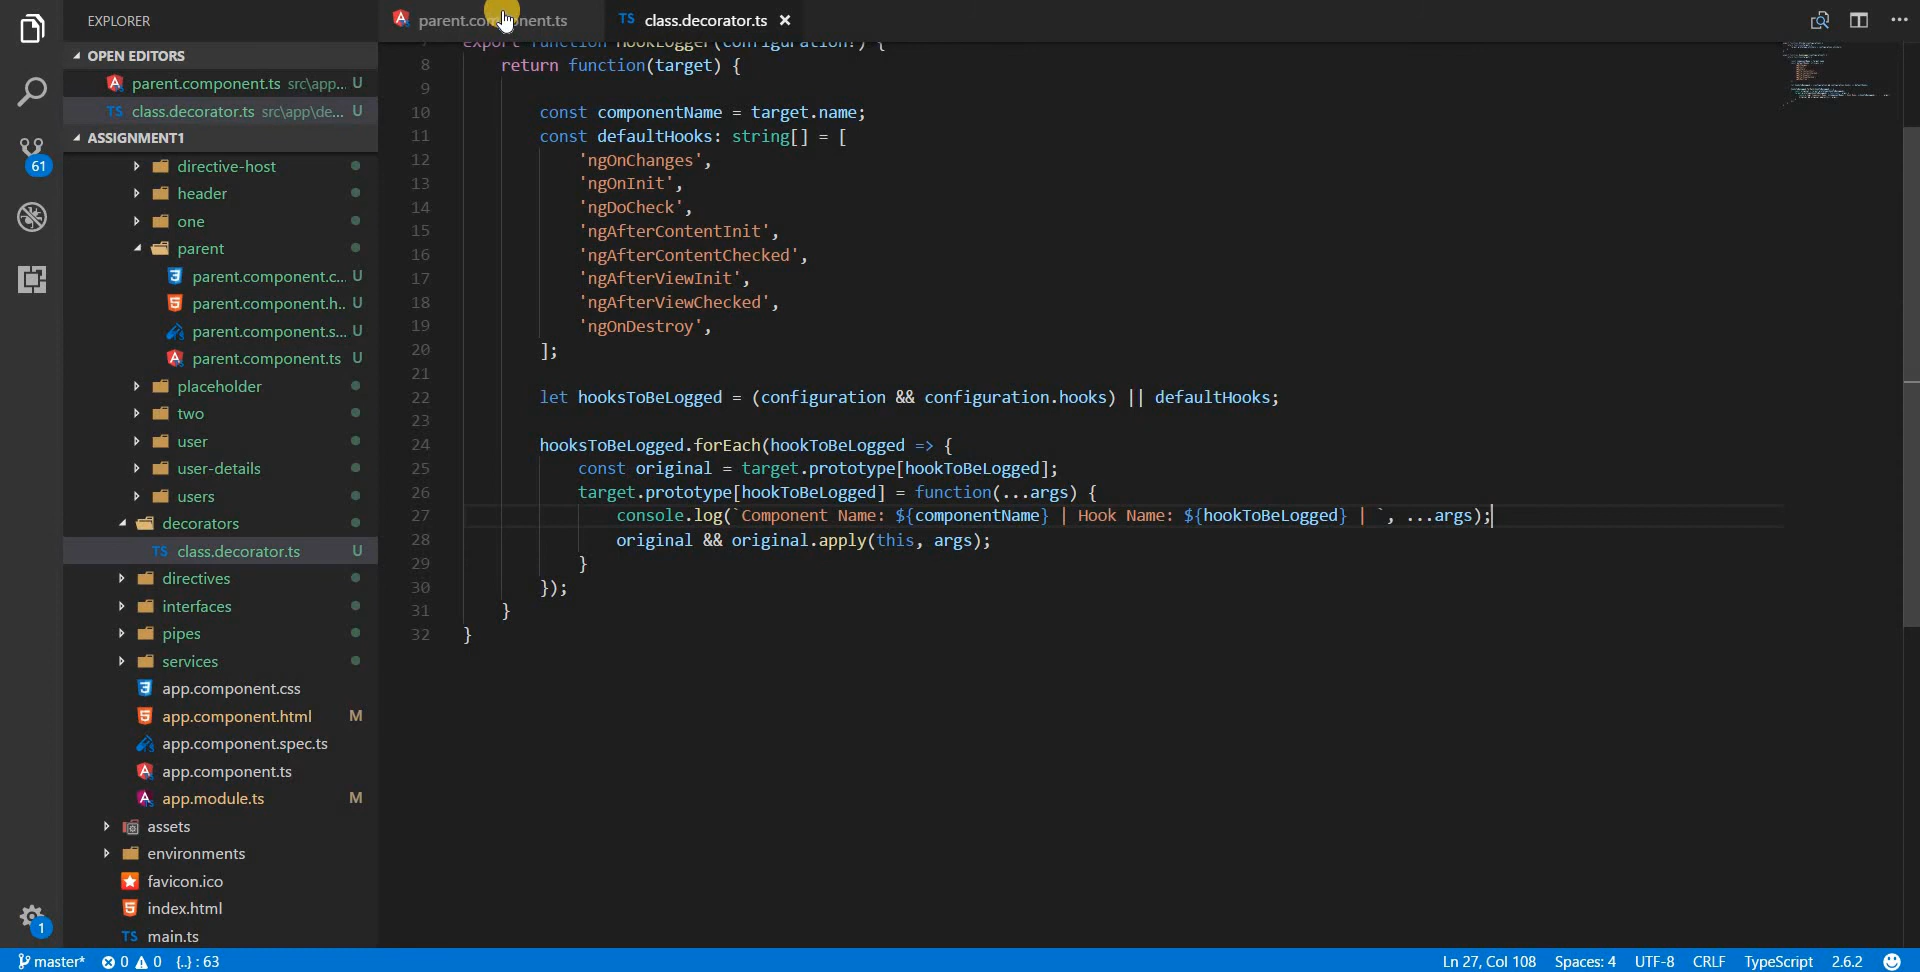 EXPLORER
OPEN EDITORS
parent.component.ts src\app... U
TS class.decorator.ts src\app\de... U
ASSIGNMENT1
directive-host
header
one
parent
parent.component.c... U
parent.component.h.. U
parent.component.s... U
parent.component.ts U
placeholder
two
user
user-details
users
decorators
TS class.decorator.ts U
directives
interfaces
pipes
services
app.component.css
app.component.html M
app.component.spec.ts
app.component.ts
app.module.ts M
assets
environments
favicon.ico
index.html
TS main.ts
61
1
TS class.decorator.ts ×
8 return function(target) {
9
10 const componentName = target.name;
11 const defaultHooks: string[] = [
12 'ngOnChanges',
13 'ngOnInit',
14 'ngDoCheck',
15 'ngAfterContentInit',
16 'ngAfterContentChecked',
17 'ngAfterViewInit',
18 'ngAfterViewChecked',
19 'ngOnDestroy',
20 ];
21
22 let hooksToBeLogged = (configuration && configuration.hooks) || defaultHooks;
23
24 hooksToBeLogged.forEach(hookToBeLogged => {
25 const original = target.prototype[hookToBeLogged];
26 target.prototype[hookToBeLogged] = function(...args) {
27 console.log(`Component Name: ${componentName} | Hook Name: ${hookToBeLogged} | `, ...args);
28 original && original.apply(this, args);
29 }
30 });
31 }
32 }
master* 0 0 {..} : 63
Ln 27, Col 108 Spaces: 4 UTF-8 CRLF TypeScript 2.6.2